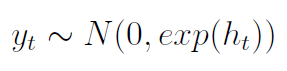 y_t ∼ N(0, exp(h_t))